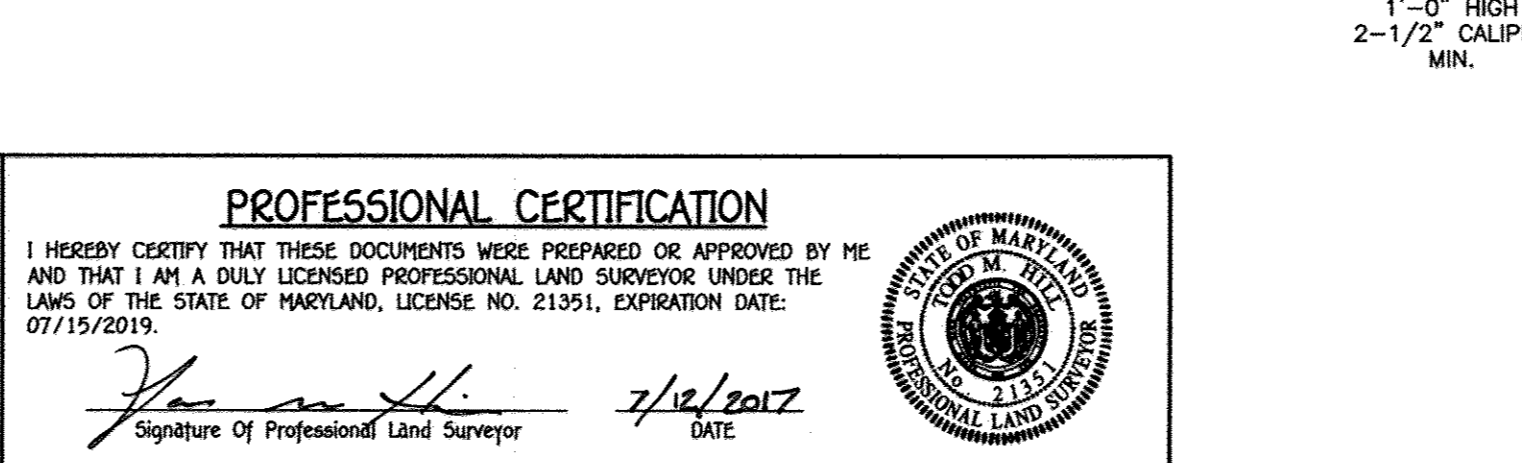 1'-0" HIGH
2-1/2" CALIP
MIN.
PROFESSIONAL CERTIFICATION
I HEREBY CERTIFY THAT THESE DOCUMENTS WERE PREPARED OR APPROVED BY ME
AND THAT I AM A DULY LICENSED PROFESSIONAL LAND SURVEYOR UNDER THE
LAWS OF THE STATE OF MARYLAND, LICENSE NO. 21351, EXPIRATION DATE:
07/15/2019.
7/12/2017
Signature Of Professional Land Surveyor
DATE
STATE OF MARYLAND
TODD M. HILL
No 21351
PROFESSIONAL LAND SURVEYOR